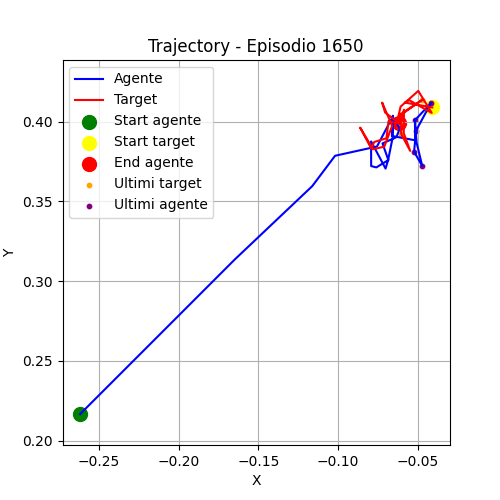 Trajectory - Episodio 1650
Agente
Target
Start agente
Start target
End agente
Ultimi target
Ultimi agente
0.40
0.35
0.30
0.25
0.20
Y
−0.25 −0.20 −0.15 −0.10 −0.05
X